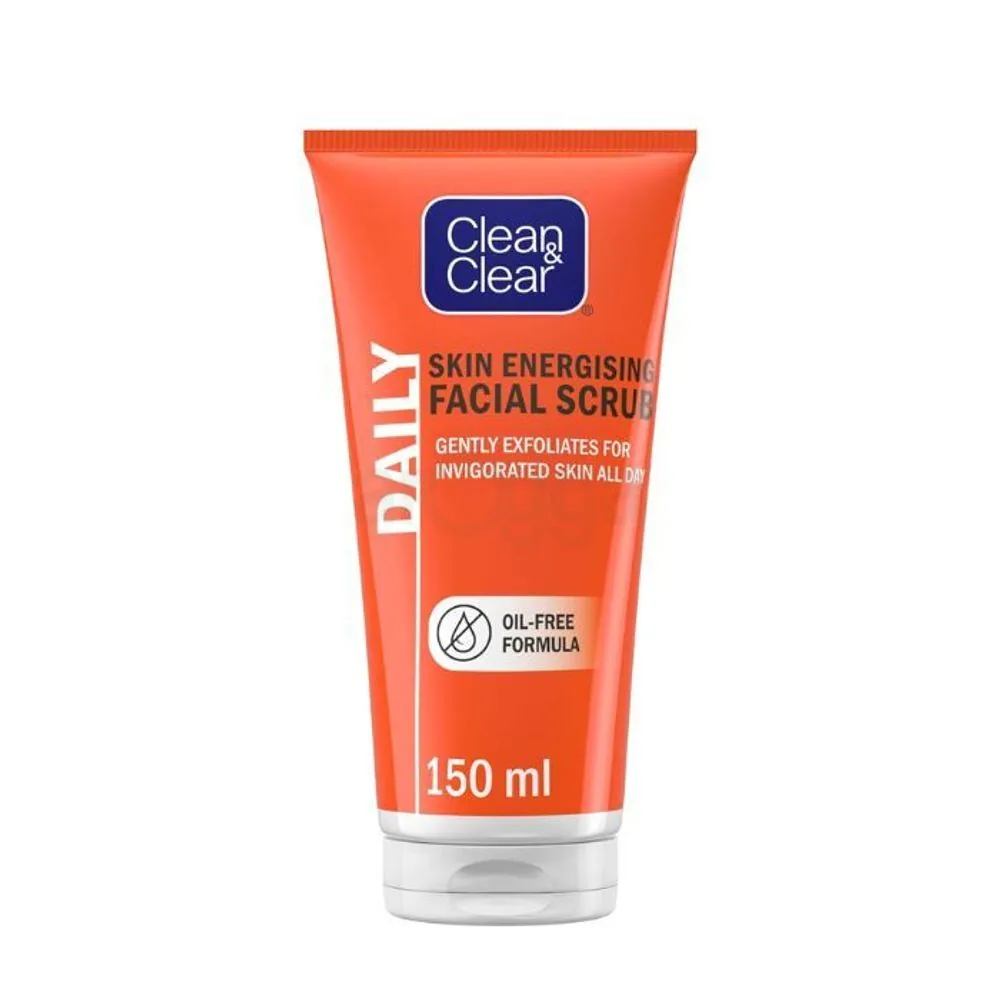 Clean
&
Clear
®
DAILY
SKIN ENERGISING
FACIAL SCRUB
GENTLY EXFOLIATES FOR
INVIGORATED SKIN ALL DAY
OIL-FREE
FORMULA
150 ml